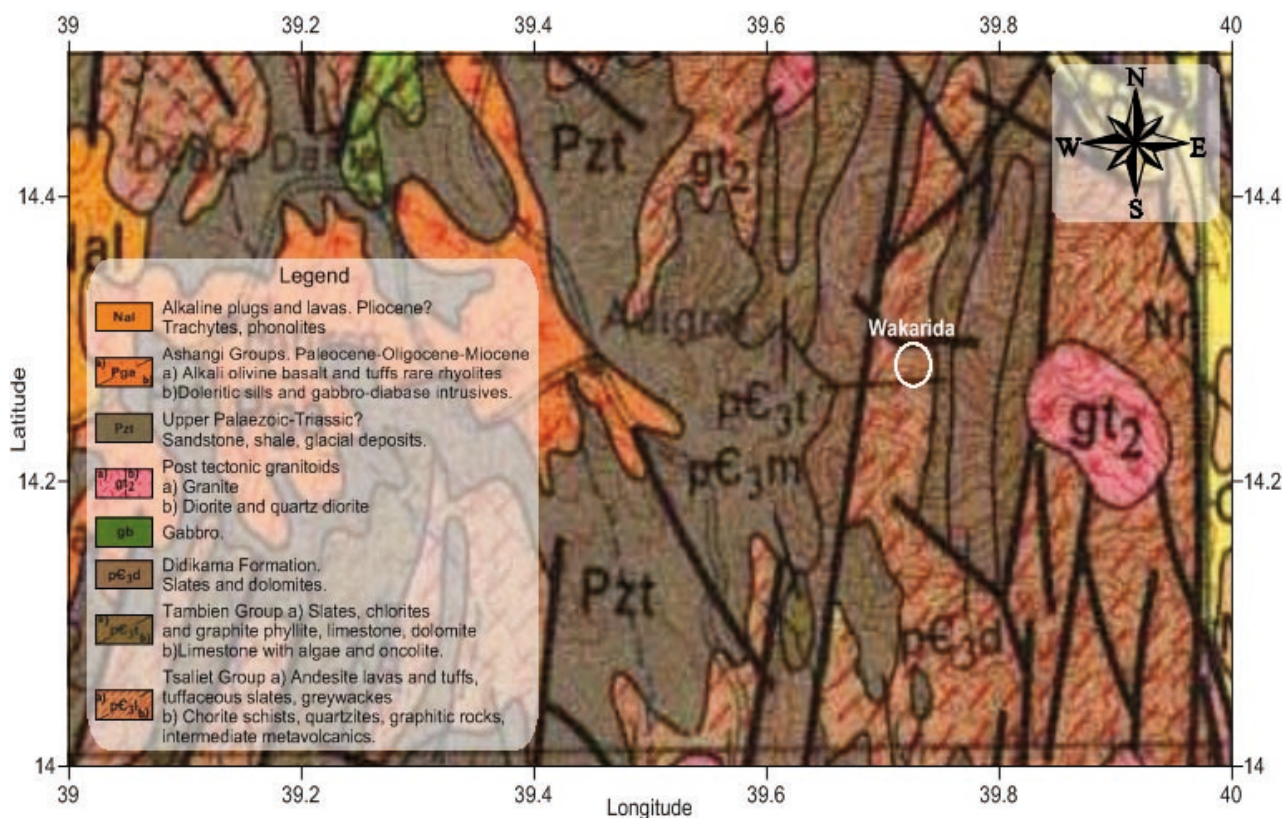 39 39.2 39.4 39.6 39.8 40
N
W E
S
14.4 14.4
Pzt
gt2
Wakarida
Latitude
Legend
Nal Alkaline plugs and lavas. Pliocene?
Trachytes, phonolites
a) Pga b) Ashangi Groups. Paleocene-Oligocene-Miocene
a) Alkali olivine basalt and tuffs rare rhyolites
b)Doleritic sills and gabbro-diabase intrusives.
Pzt Upper Palaezoic-Triassic?
Sandstone, shale, glacial deposits.
a) gt2 b) Post tectonic granitoids
a) Granite
b) Diorite and quartz diorite
gb Gabbro.
pЄ3d Didikama Formation.
Slates and dolomites.
a) pЄ3t b) Tambien Group a) Slates, chlorites
and graphite phyllite, limestone, dolomite
b)Limestone with algae and oncolite.
a) pЄ3l b) Tsaliet Group a) Andesite lavas and tuffs,
tuffaceous slates, greywackes
b) Chorite schists, quartzites, graphitic rocks,
intermediate metavolcanics.
pЄ3t
gt2
pЄ3m
14.2 14.2
Pzt
pЄ3d
14 14
39 39.2 39.4 39.6 39.8 40
Longitude